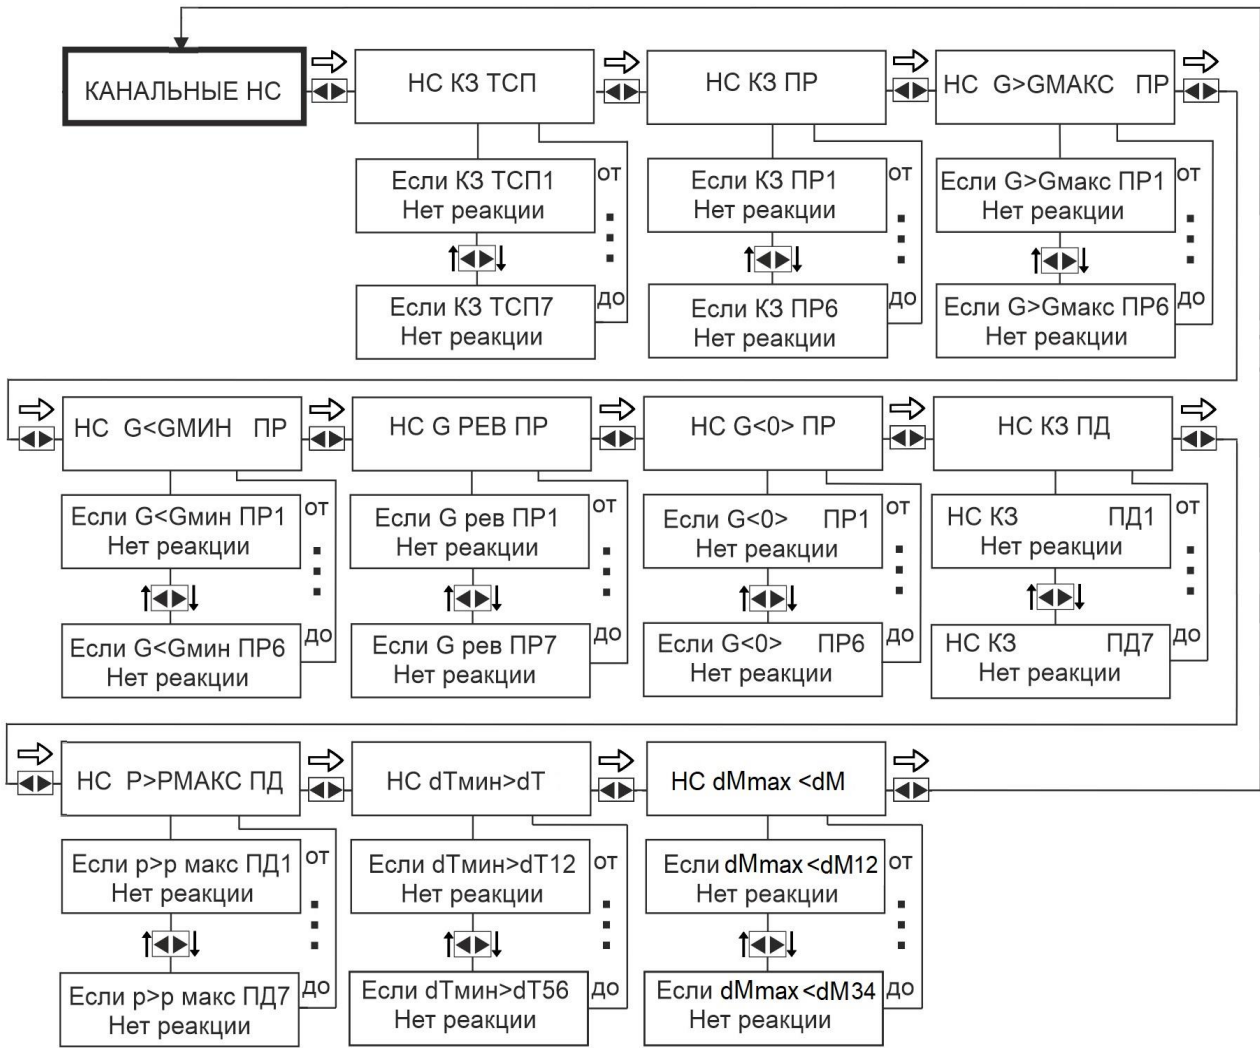 КАНАЛЬНЫЕ НС
НС КЗ ТСП
Если КЗ ТСП1
Нет реакции
от
Если КЗ ТСП7
Нет реакции
до
НС КЗ ПР
Если КЗ ПР1
Нет реакции
от
Если КЗ ПР6
Нет реакции
до
НС G>GМАКС ПР
Если G>Gмакс ПР1
Нет реакции
от
Если G>Gмакс ПР6
Нет реакции
до
НС G<GМИН ПР
Если G<Gмин ПР1
Нет реакции
от
Если G<Gмин ПР6
Нет реакции
до
НС G РЕВ ПР
Если G рев ПР1
Нет реакции
от
Если G рев ПР7
Нет реакции
до
НС G<0> ПР
Если G<0> ПР1
Нет реакции
от
Если G<0> ПР6
Нет реакции
до
НС КЗ ПД
НС КЗ ПД1
Нет реакции
от
НС КЗ ПД7
Нет реакции
до
НС Р>РМАКС ПД
Если р>р макс ПД1
Нет реакции
от
Если р>р макс ПД7
Нет реакции
до
НС dTмин>dT
Если dTмин>dT12
Нет реакции
от
Если dTмин>dT56
Нет реакции
до
НС dMmax <dM
Если dMmax<dM12
Нет реакции
от
Если dMmax<dM34
Нет реакции
до